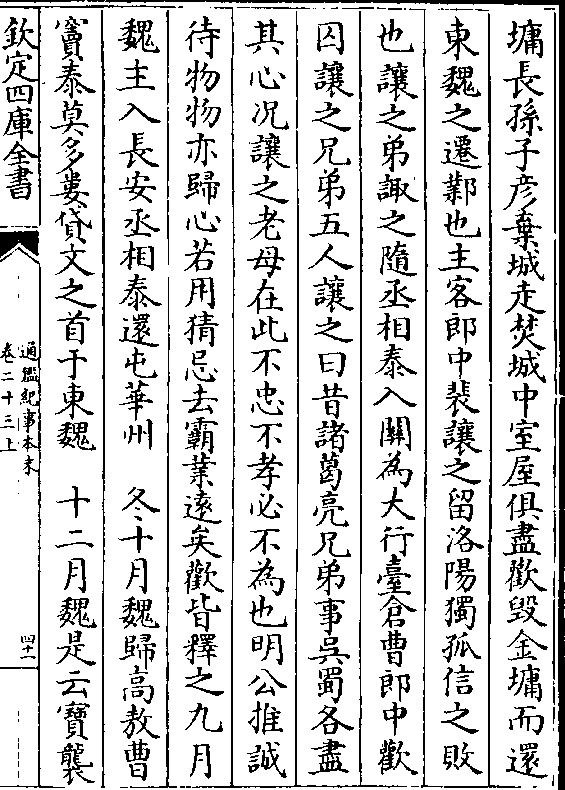 墉長孫子彦棄城走焚城中室屋俱盡歡毀金墉而還
東魏之遷鄴也主客郎中裴讓之留洛陽獨孤信之敗
也讓之弟諏之隨丞相泰入關為大行臺倉曹郎中歡
囚讓之兄弟五人讓之曰昔諸葛亮兄弟事吳蜀各盡
其心况讓之老母在此不忠不孝必不為也明公推誠
待物物亦歸心若用猜忌去霸業逺矣歡皆釋之九月
魏主入長安丞相泰還屯華州　冬十月魏歸高敖曹
竇泰莫多婁貸文之首于東魏　十二月魏是云寶襲
欽定四庫全書
通鑑紀事本末
卷二十三上
四十一